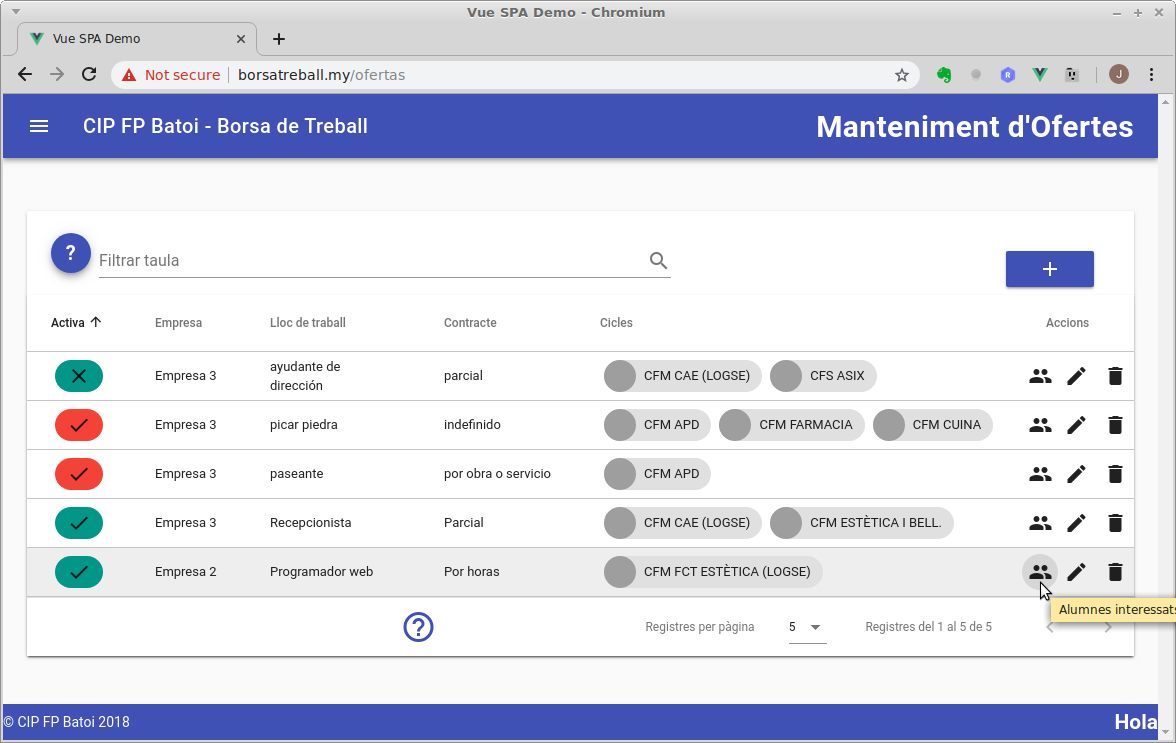 Vue SPA Demo - Chromium
Vue SPA Demo
Not secure
borsatreball.my/ofertas
J
CIP FP Batoi - Borsa de Treball
Manteniment d'Ofertes
?
Filtrar taula
+
Activa Empresa Lloc de traball Contracte Cicles Accions
Empresa 3 ayudante de
dirección
parcial CFM CAE (LOGSE) CFS ASIX
Empresa 3 picar piedra indefinido CFM APD CFM FARMACIA CFM CUINA
Empresa 3 paseante por obra o servicio CFM APD
Empresa 3 Recepcionista Parcial CFM CAE (LOGSE) CFM ESTÈTICA I BELL.
Empresa 2 Programador web Por horas CFM FCT ESTÈTICA (LOGSE)
Alumnes interessats
?
Registres per pàgina 5 Registres del 1 al 5 de 5
© CIP FP Batoi 2018
Hola